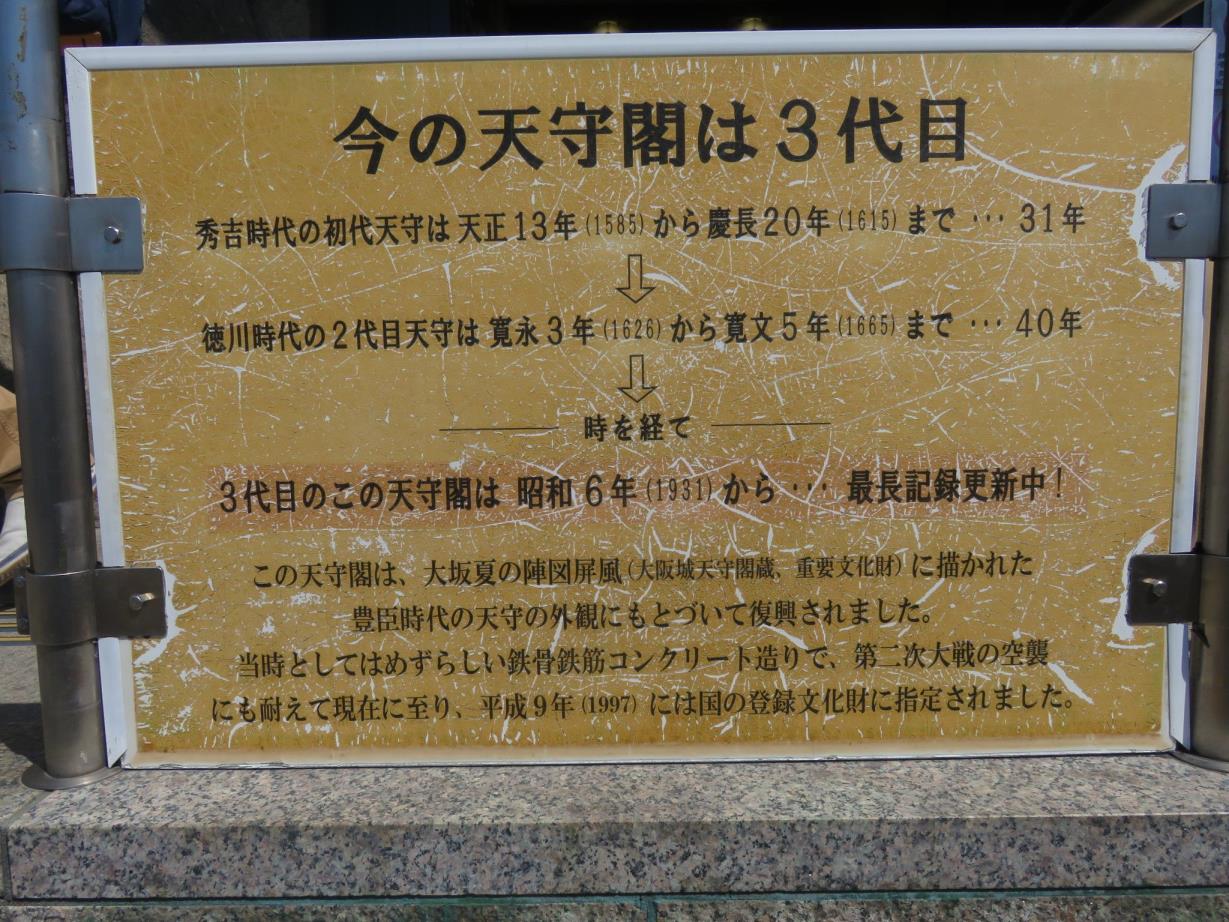 今の天守閣は3代目
秀吉時代の初代天守は 天正13年(1585)から慶長20年(1615)まで … 31年
徳川時代の2代目天守は 寛永3年(1626)から寛文5年(1665)まで … 40年
時を経て
3代目のこの天守閣は 昭和6年(1931)から … 最長記録更新中!
この天守閣は、大坂夏の陣図屏風(大阪城天守閣蔵、重要文化財)に描かれた
豊臣時代の天守の外観にもとづいて復興されました。
当時としてはめずらしい鉄骨鉄筋コンクリート造りで、第二次大戦の空襲
にも耐えて現在に至り、平成9年(1997)には国の登録文化財に指定されました。